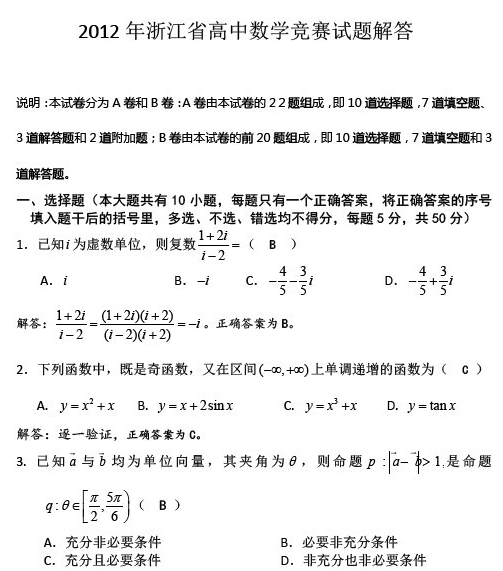 2012 年浙江省高中数学竞赛试题解答
说明：本试卷分为 A 卷和 B 卷：A 卷由本试卷的 2 2 题组成，即 10 道选择题，7 道填空题、
3 道解答题和 2 道附加题；B 卷由本试卷的前 20 题组成，即 10 道选择题，7 道填空题和 3
道解答题。
一、选择题（本大题共有 10 小题，每题只有一个正确答案，将正确答案的序号
填入题干后的括号里，多选、不选、错选均不得分，每题 5 分，共 50 分）
1．已知 i 为虚数单位，则复数 (1+2i)/(i−2) = （ B ）
A． i B． −i C． −4/5−3/5i D． −4/5+3/5i
解答：(1+2i)/(i−2) = (1+2i)(i+2)/(i−2)(i+2) = −i 。正确答案为 B。
2．下列函数中，既是奇函数，又在区间 (−∞,+∞) 上单调递增的函数为（ C ）
A. y = x² + x B. y = x + 2sin x C. y = x³ +x D. y = tan x
解答：逐一验证，正确答案为 C。
3．已知 a⃗ 与 b⃗ 均为单位向量，其夹角为 θ ，则命题 p : |a⃗− b⃗|> 1 是命题
q : θ ∈ [π/2, 5π/6) （ B ）
A．充分非必要条件 B．必要非充分条件
C．充分且必要条件 D．非充分也非必要条件